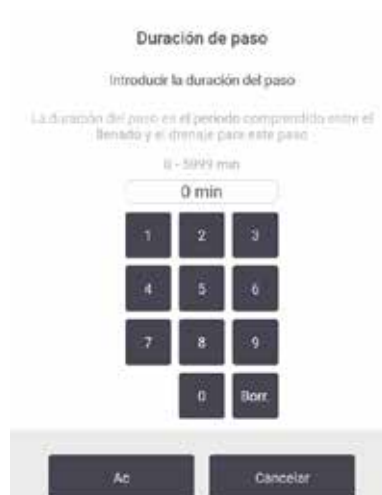 Duración de paso
Introducir la duración del paso
La duración del paso es el periodo comprendido entre el
llenado y el drenaje para este paso
0 - 5999 min
0 min
1 2 3
4 5 6
7 8 9
0 Borr.
Ac Cancelar